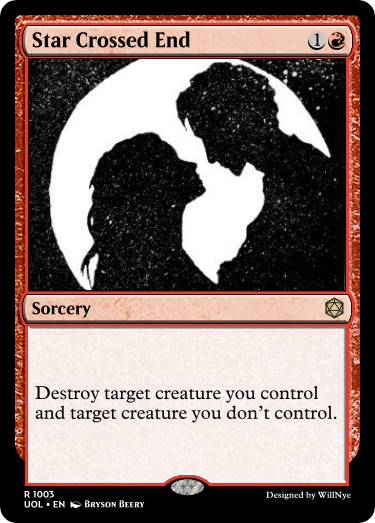 Star Crossed End 1
Sorcery
Destroy target creature you control
and target creature you don't control.
R 1003
UOL • EN Bryson Beery
Designed by WillNye